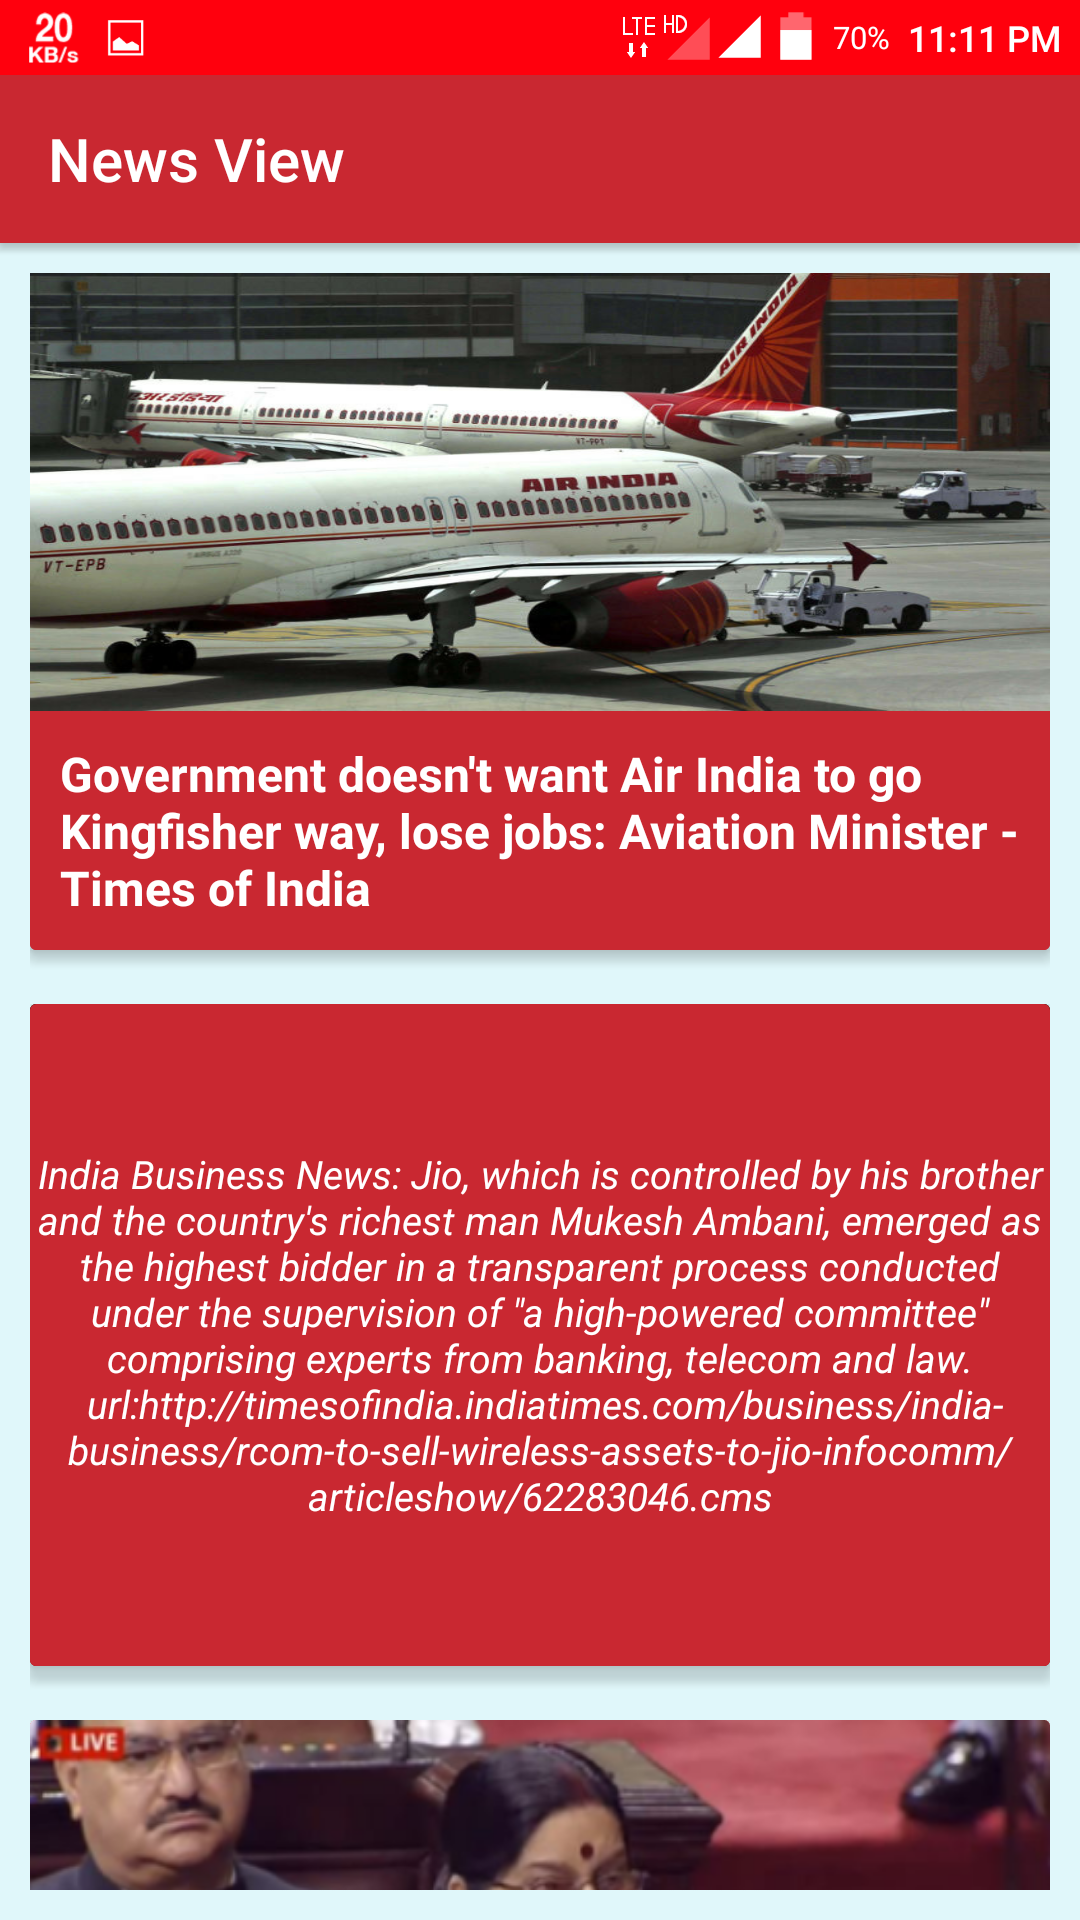 20
KB/s
LTE HD
70%
11:11 PM
News View
AIR INDIA
VT-PPT
AIR INDIA
VT-EPB
Government doesn't want Air India to go
Kingfisher way, lose jobs: Aviation Minister -
Times of India
India Business News: Jio, which is controlled by his brother
and the country's richest man Mukesh Ambani, emerged as
the highest bidder in a transparent process conducted
under the supervision of "a high-powered committee"
comprising experts from banking, telecom and law.
url:http://timesofindia.indiatimes.com/business/india-
business/rcom-to-sell-wireless-assets-to-jio-infocomm/
articleshow/62283046.cms
LIVE